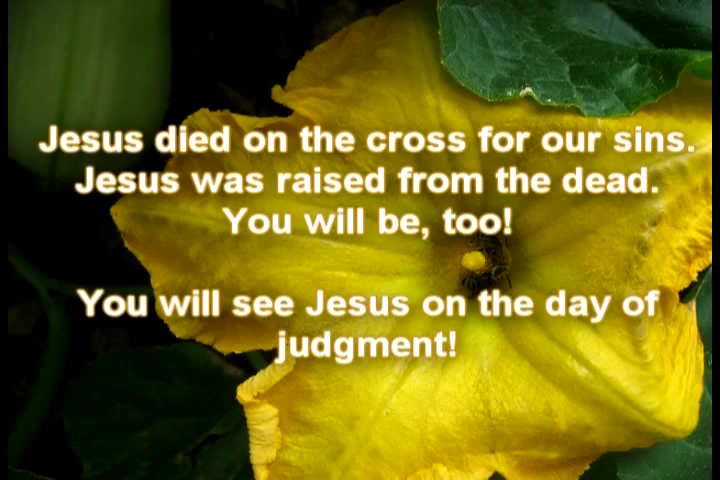 Jesus died on the cross for our sins.
Jesus was raised from the dead.
You will be, too!
You will see Jesus on the day of
judgment!